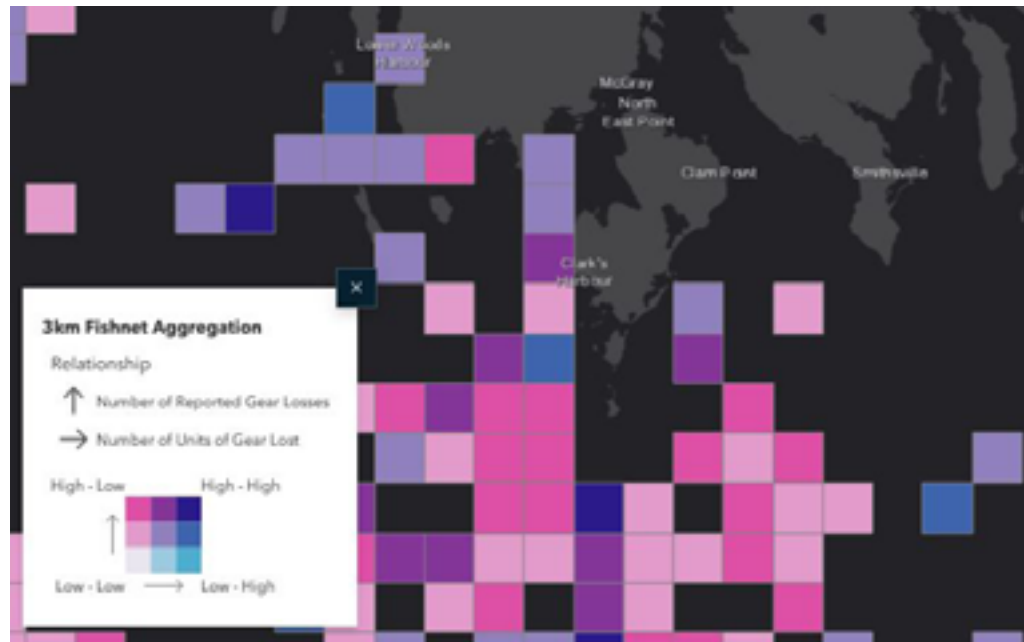 Lower Woods
Harbour
McGray
North
East Point
Clam Point
Smithsville
Clark's
Harbour
×
3km Fishnet Aggregation
Relationship
↑ Number of Reported Gear Losses
→ Number of Units of Gear Lost
High - Low High - High
Low - Low → Low - High